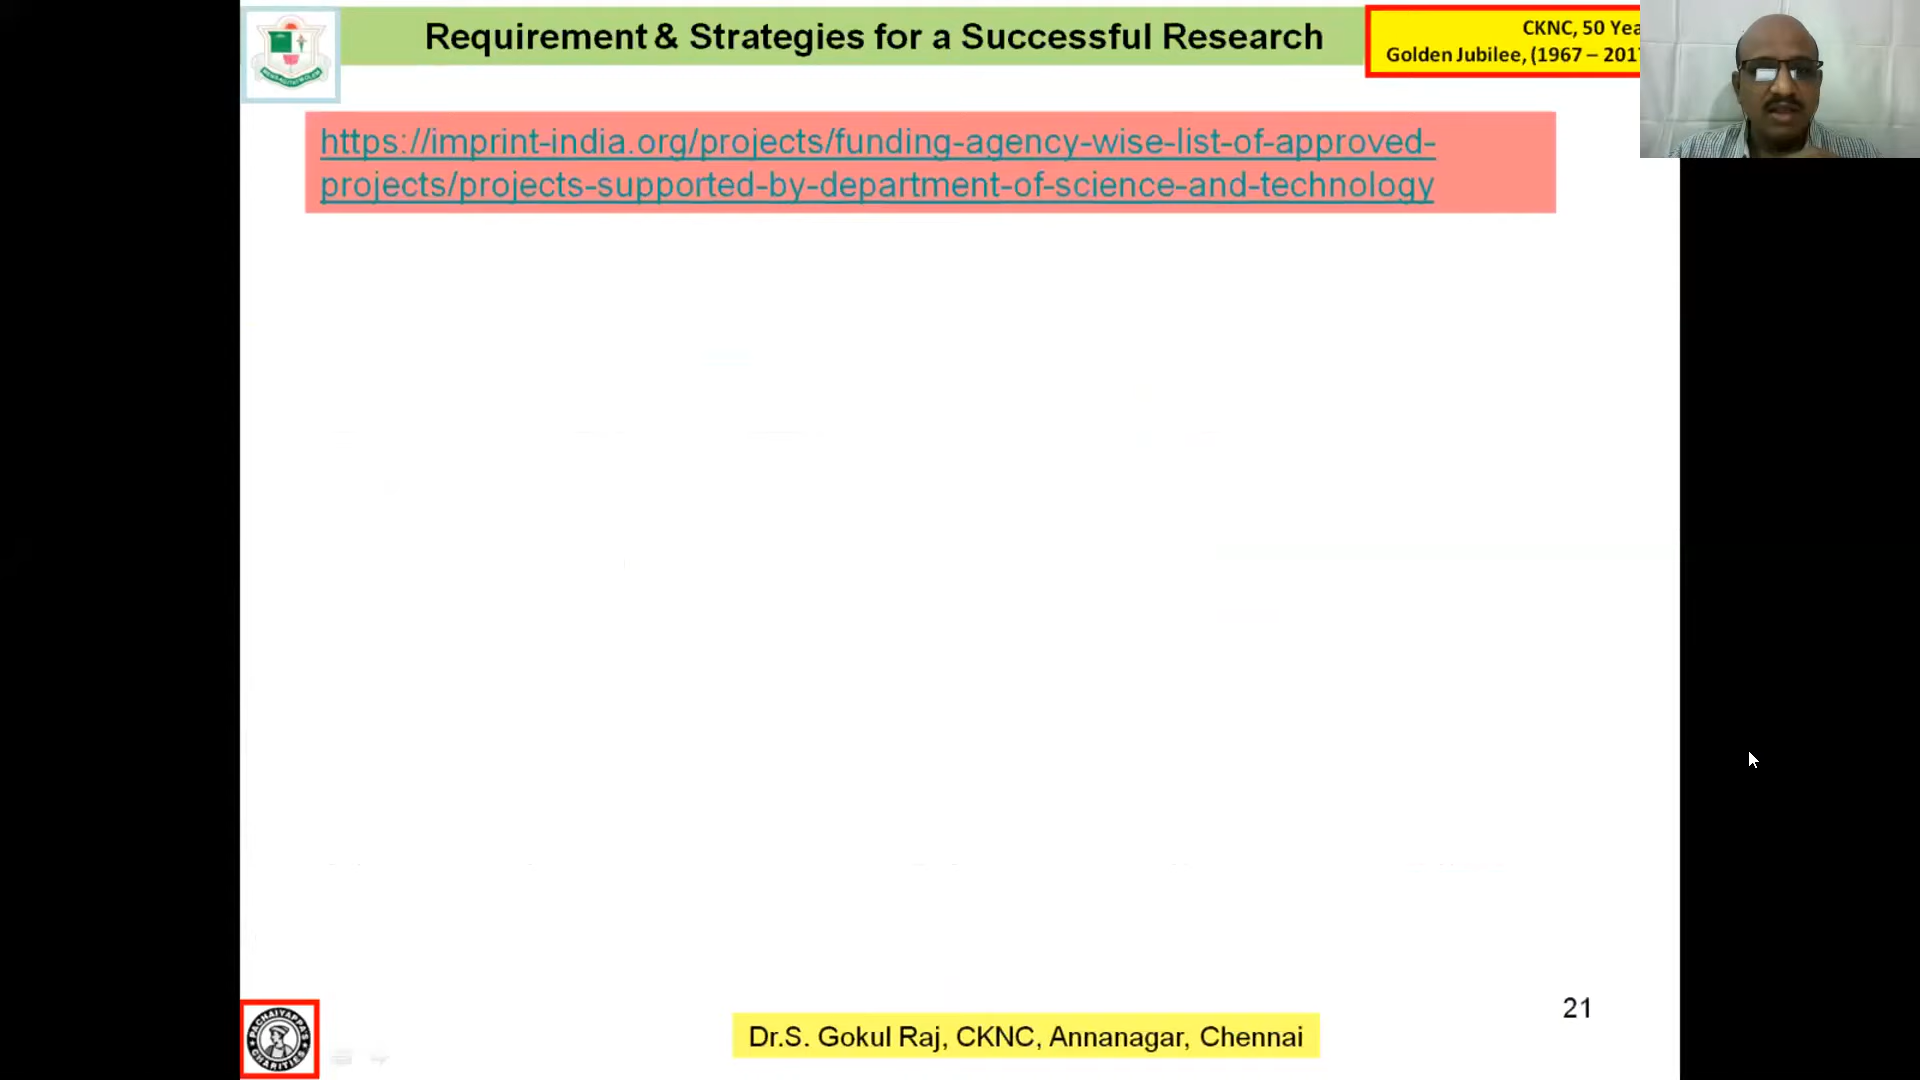 Requirement & Strategies for a Successful Research
CKNC, 50 Yea
Golden Jubilee, (1967 – 201
https://imprint-india.org/projects/funding-agency-wise-list-of-approved-
projects/projects-supported-by-department-of-science-and-technology
21
PACHAIYAPPA'S
CHARITIES
Dr.S. Gokul Raj, CKNC, Annanagar, Chennai